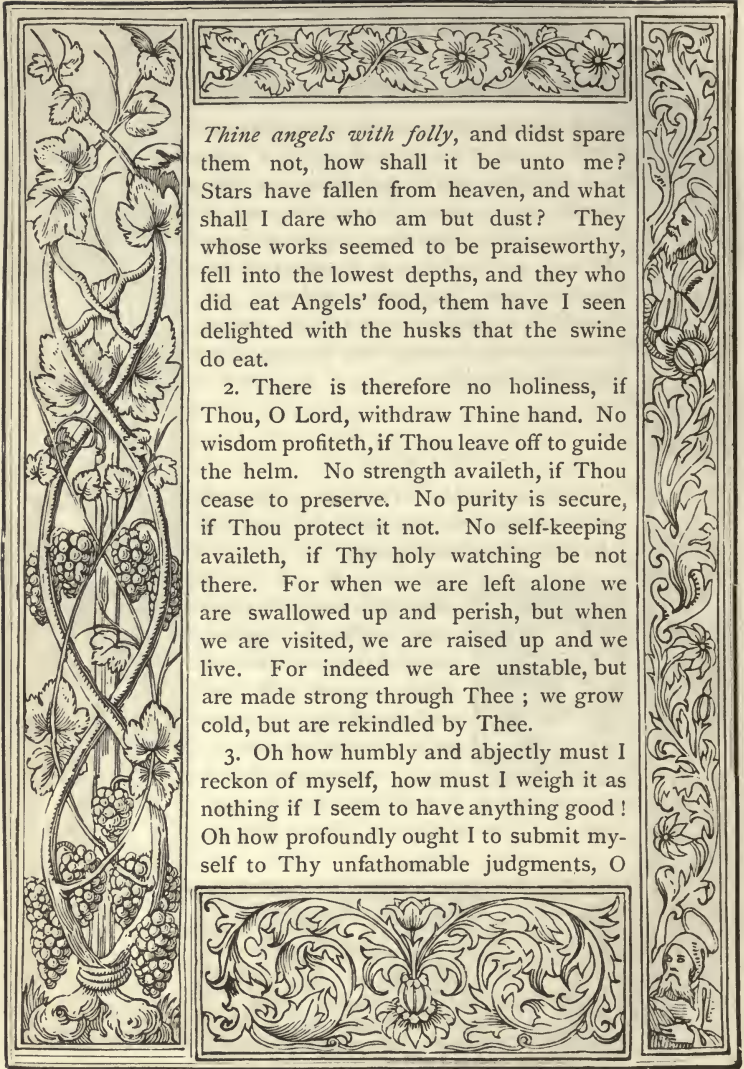 Thine angels with folly, and didst spare
them not, how shall it be unto me?
Stars have fallen from heaven, and what
shall I dare who am but dust? They
whose works seemed to be praiseworthy,
fell into the lowest depths, and they who
did eat Angels' food, them have I seen
delighted with the husks that the swine
do eat.
2. There is therefore no holiness, if
Thou, O Lord, withdraw Thine hand. No
wisdom profiteth, if Thou leave off to guide
the helm. No strength availeth, if Thou
cease to preserve. No purity is secure,
if Thou protect it not. No self-keeping
availeth, if Thy holy watching be not
there. For when we are left alone we
are swallowed up and perish, but when
we are visited, we are raised up and we
live. For indeed we are unstable, but
are made strong through Thee ; we grow
cold, but are rekindled by Thee.
3. Oh how humbly and abjectly must I
reckon of myself, how must I weigh it as
nothing if I seem to have anything good !
Oh how profoundly ought I to submit my-
self to Thy unfathomable judgments, O